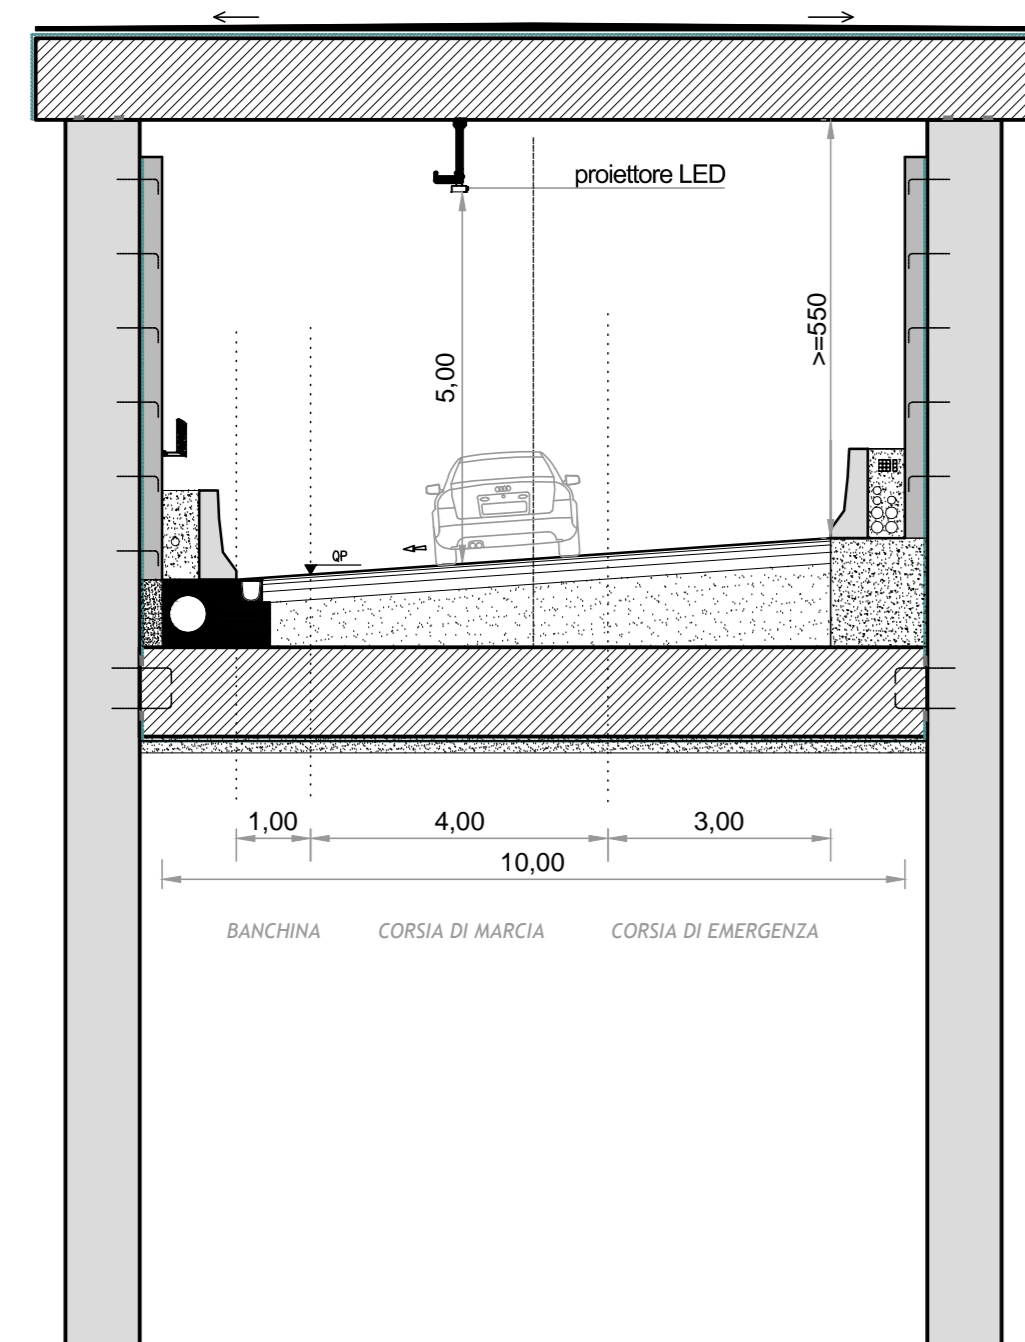 proiettore LED
>=550
5,00
QP
1,00 4,00 3,00
10,00
BANCHINA CORSIA DI MARCIA CORSIA DI EMERGENZA